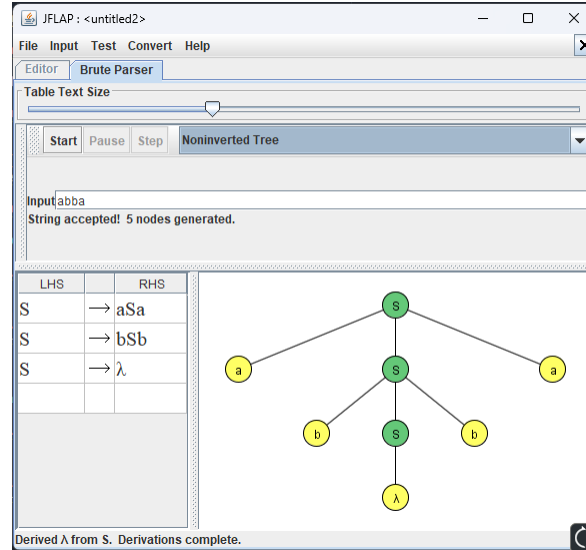 JFLAP : <untitled2>
File Input Test Convert Help
Editor Brute Parser
Table Text Size
Start Pause Step Noninverted Tree
Input abba
String accepted! 5 nodes generated.
LHS RHS
S → aSa
S → bSb
S → λ
S
a S a
b S b
λ
Derived λ from S. Derivations complete.